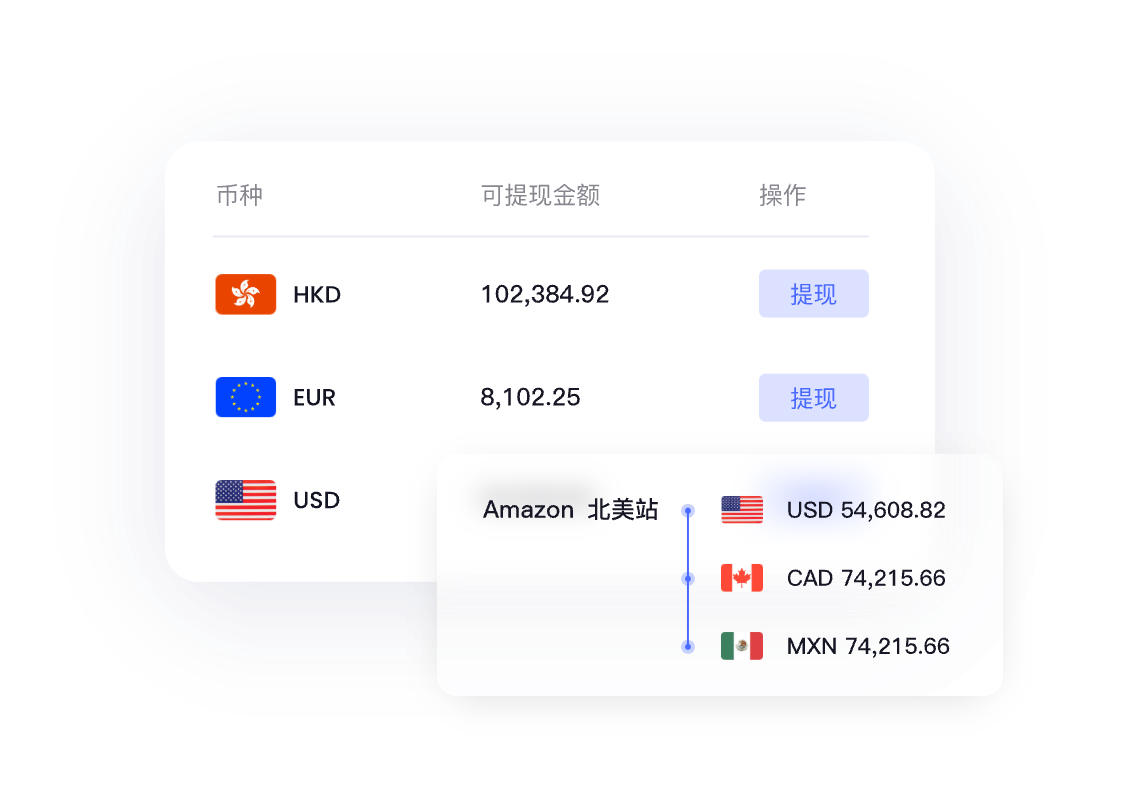 币种 可提现金额 操作
HKD 102,384.92 提现
EUR 8,102.25 提现
USD
Amazon 北美站 USD 54,608.82
CAD 74,215.66
MXN 74,215.66